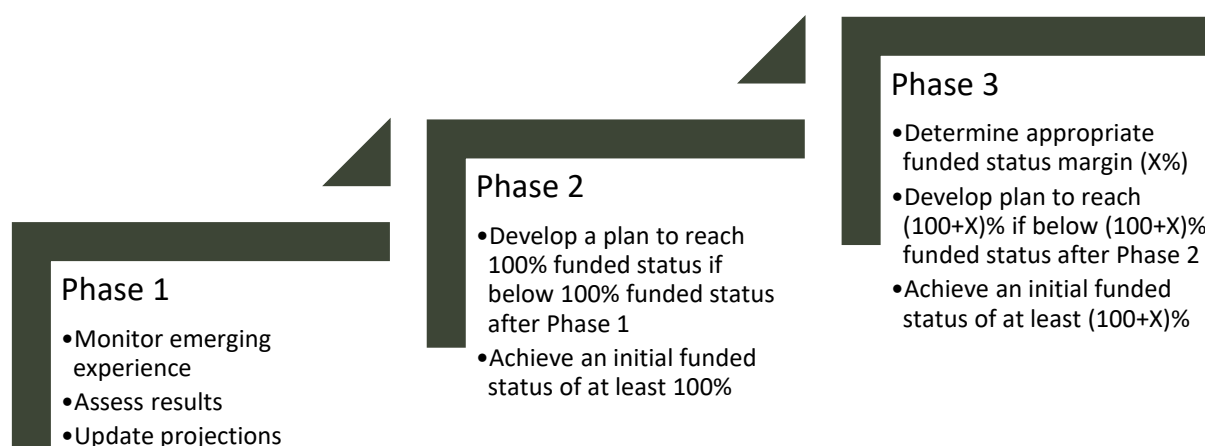 Phase 1
•Monitor emerging
experience
•Assess results
•Update projections
Phase 2
•Develop a plan to reach
100% funded status if
below 100% funded status
after Phase 1
•Achieve an initial funded
status of at least 100%
Phase 3
•Determine appropriate
funded status margin (X%)
•Develop plan to reach
(100+X)% if below (100+X)%
funded status after Phase 2
•Achieve an initial funded
status of at least (100+X)%